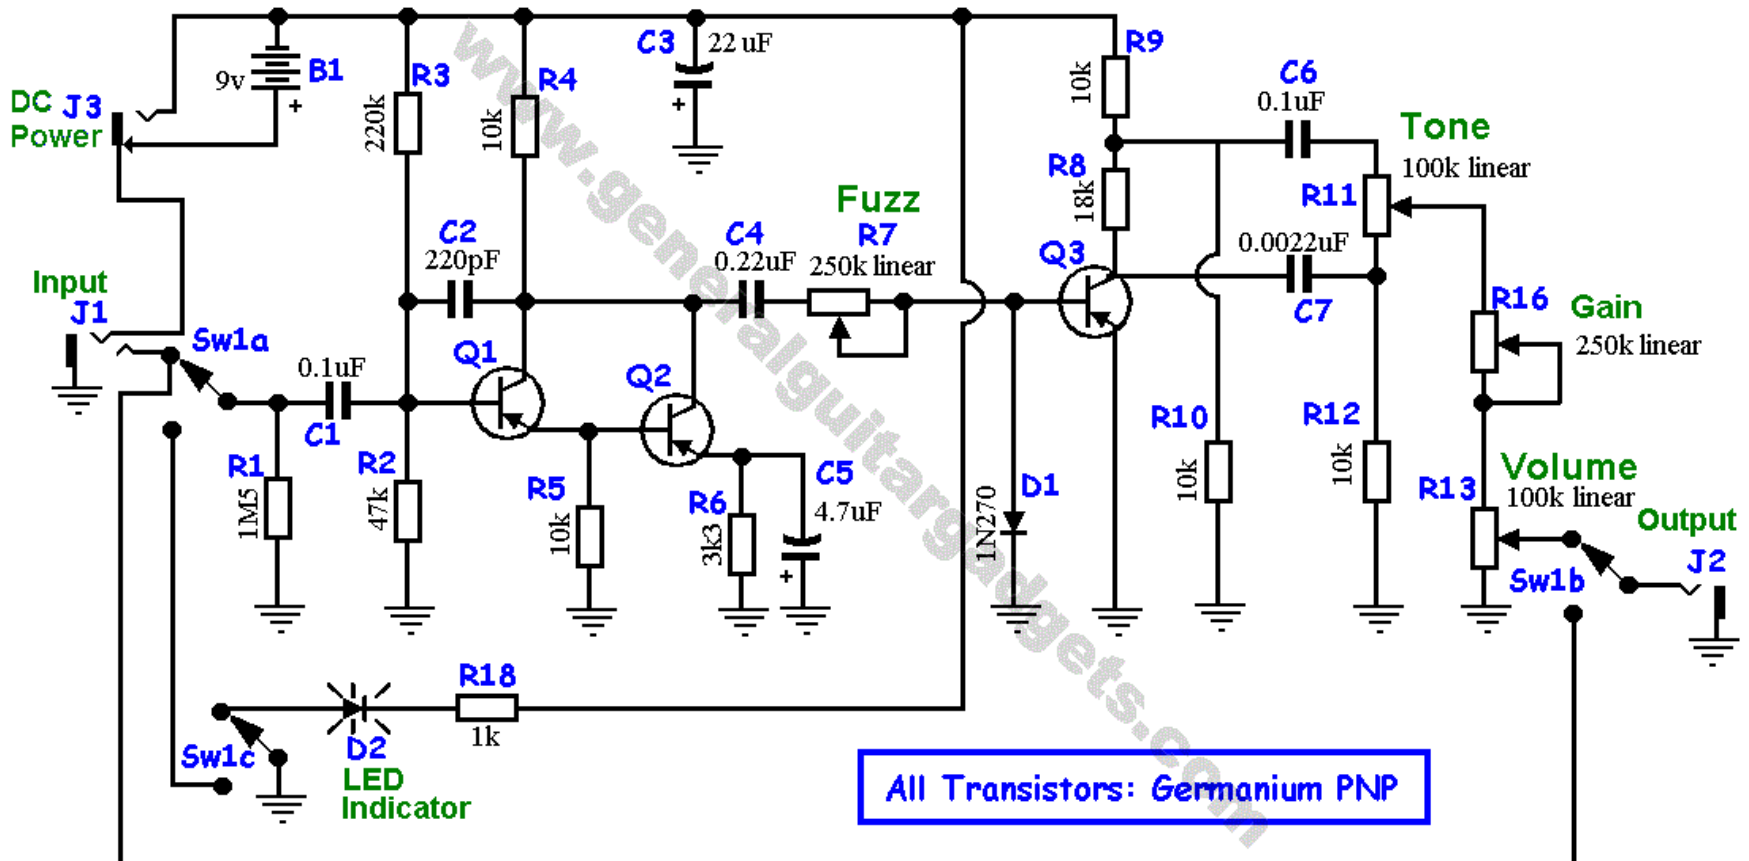 DC
Power
J3
9v
B1
+
R3
220k
R4
10k
C3
22 uF
+
R9
10k
C6
0.1uF
Tone
100k linear
R11
R8
18k
Fuzz
R7
250k linear
C2
220pF
C4
0.22uF
Q3
0.0022uF
C7
R16
Gain
250k linear
Input
J1
Sw1a
0.1uF
C1
Q1
Q2
R1
1M5
R2
47k
R5
10k
R6
3k3
C5
4.7uF
+
D1
1N270
R10
10k
R12
10k
Volume
R13
100k linear
Output
J2
Sw1b
R18
1k
Sw1c
D2
LED
Indicator
All Transistors: Germanium PNP
www.generalguitargadgets.com